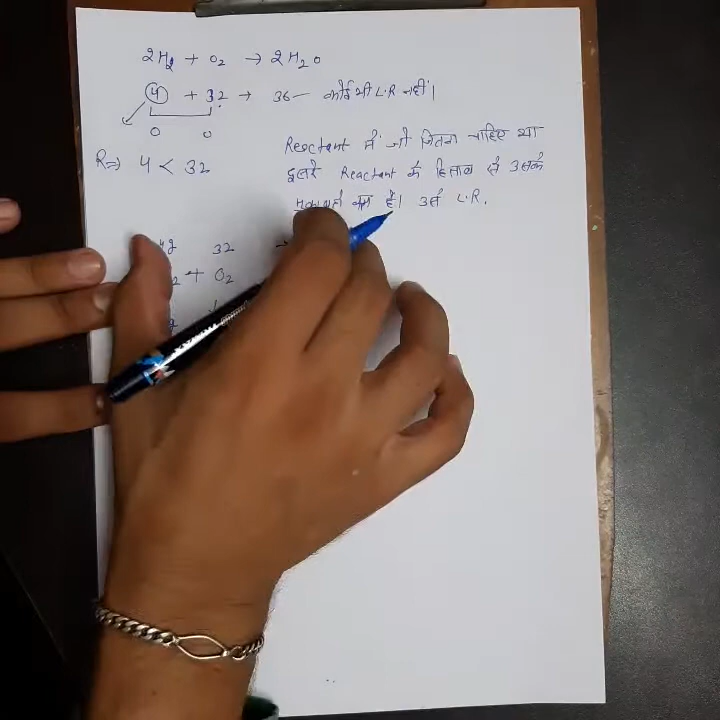 2H₂ + O₂ → 2H₂O
4 + 32 → 36 — कोई भी L.R नहीं।
0 0
R⇒ 4 < 32
Reactant में जो जितना चाहिए था
दुसरे Reactant के हिसाब से उसके
कम है। उसे L.R.
32
+ O₂